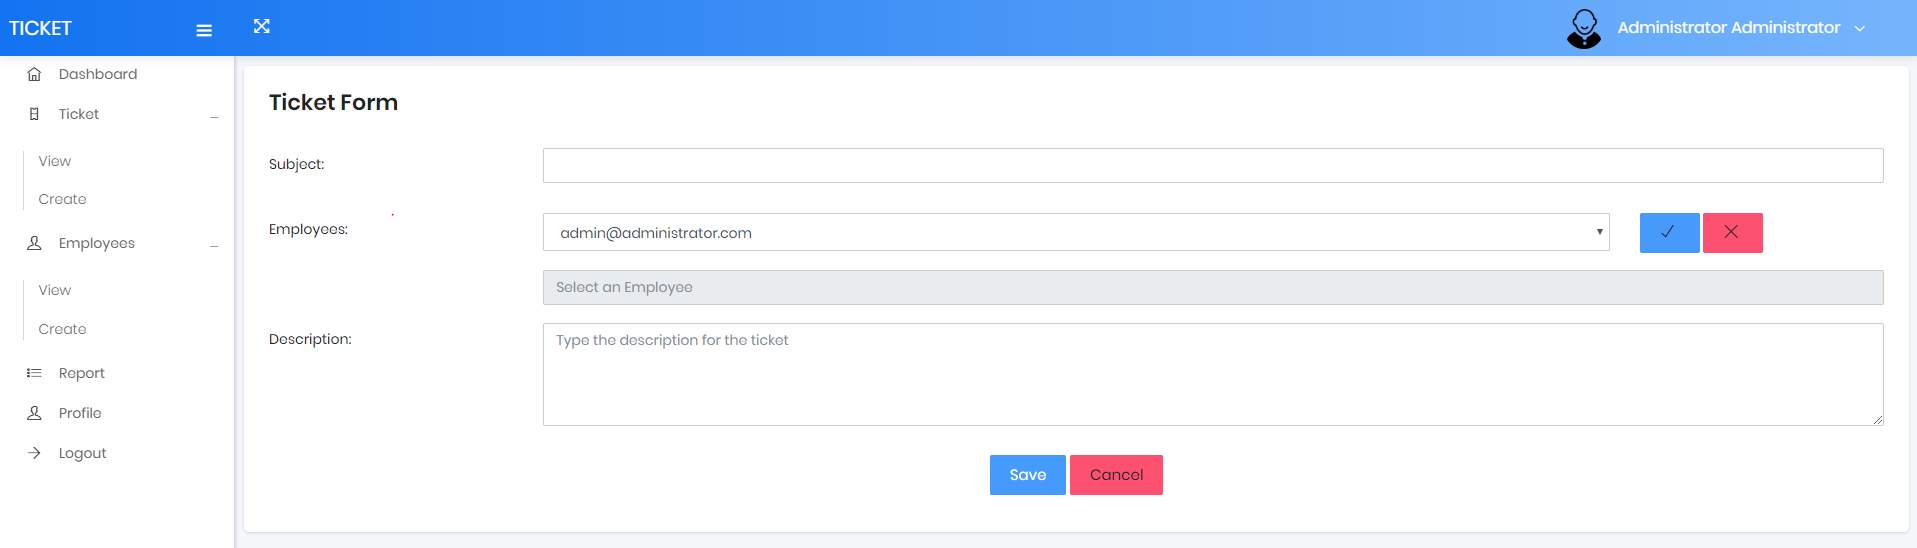 TICKET
Administrator Administrator
Dashboard
Ticket
View
Create
Employees
View
Create
Report
Profile
Logout
Ticket Form
Subject:
Employees:
admin@administrator.com
Select an Employee
Description:
Type the description for the ticket
Save
Cancel